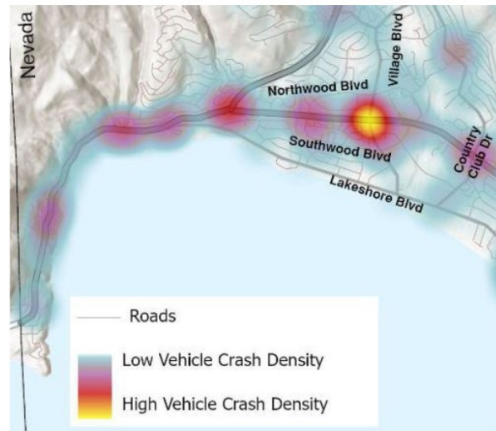 Nevada
Village Blvd
Northwood Blvd
Southwood Blvd
Country
Club Dr
Lakeshore Blvd
Roads
Low Vehicle Crash Density
High Vehicle Crash Density